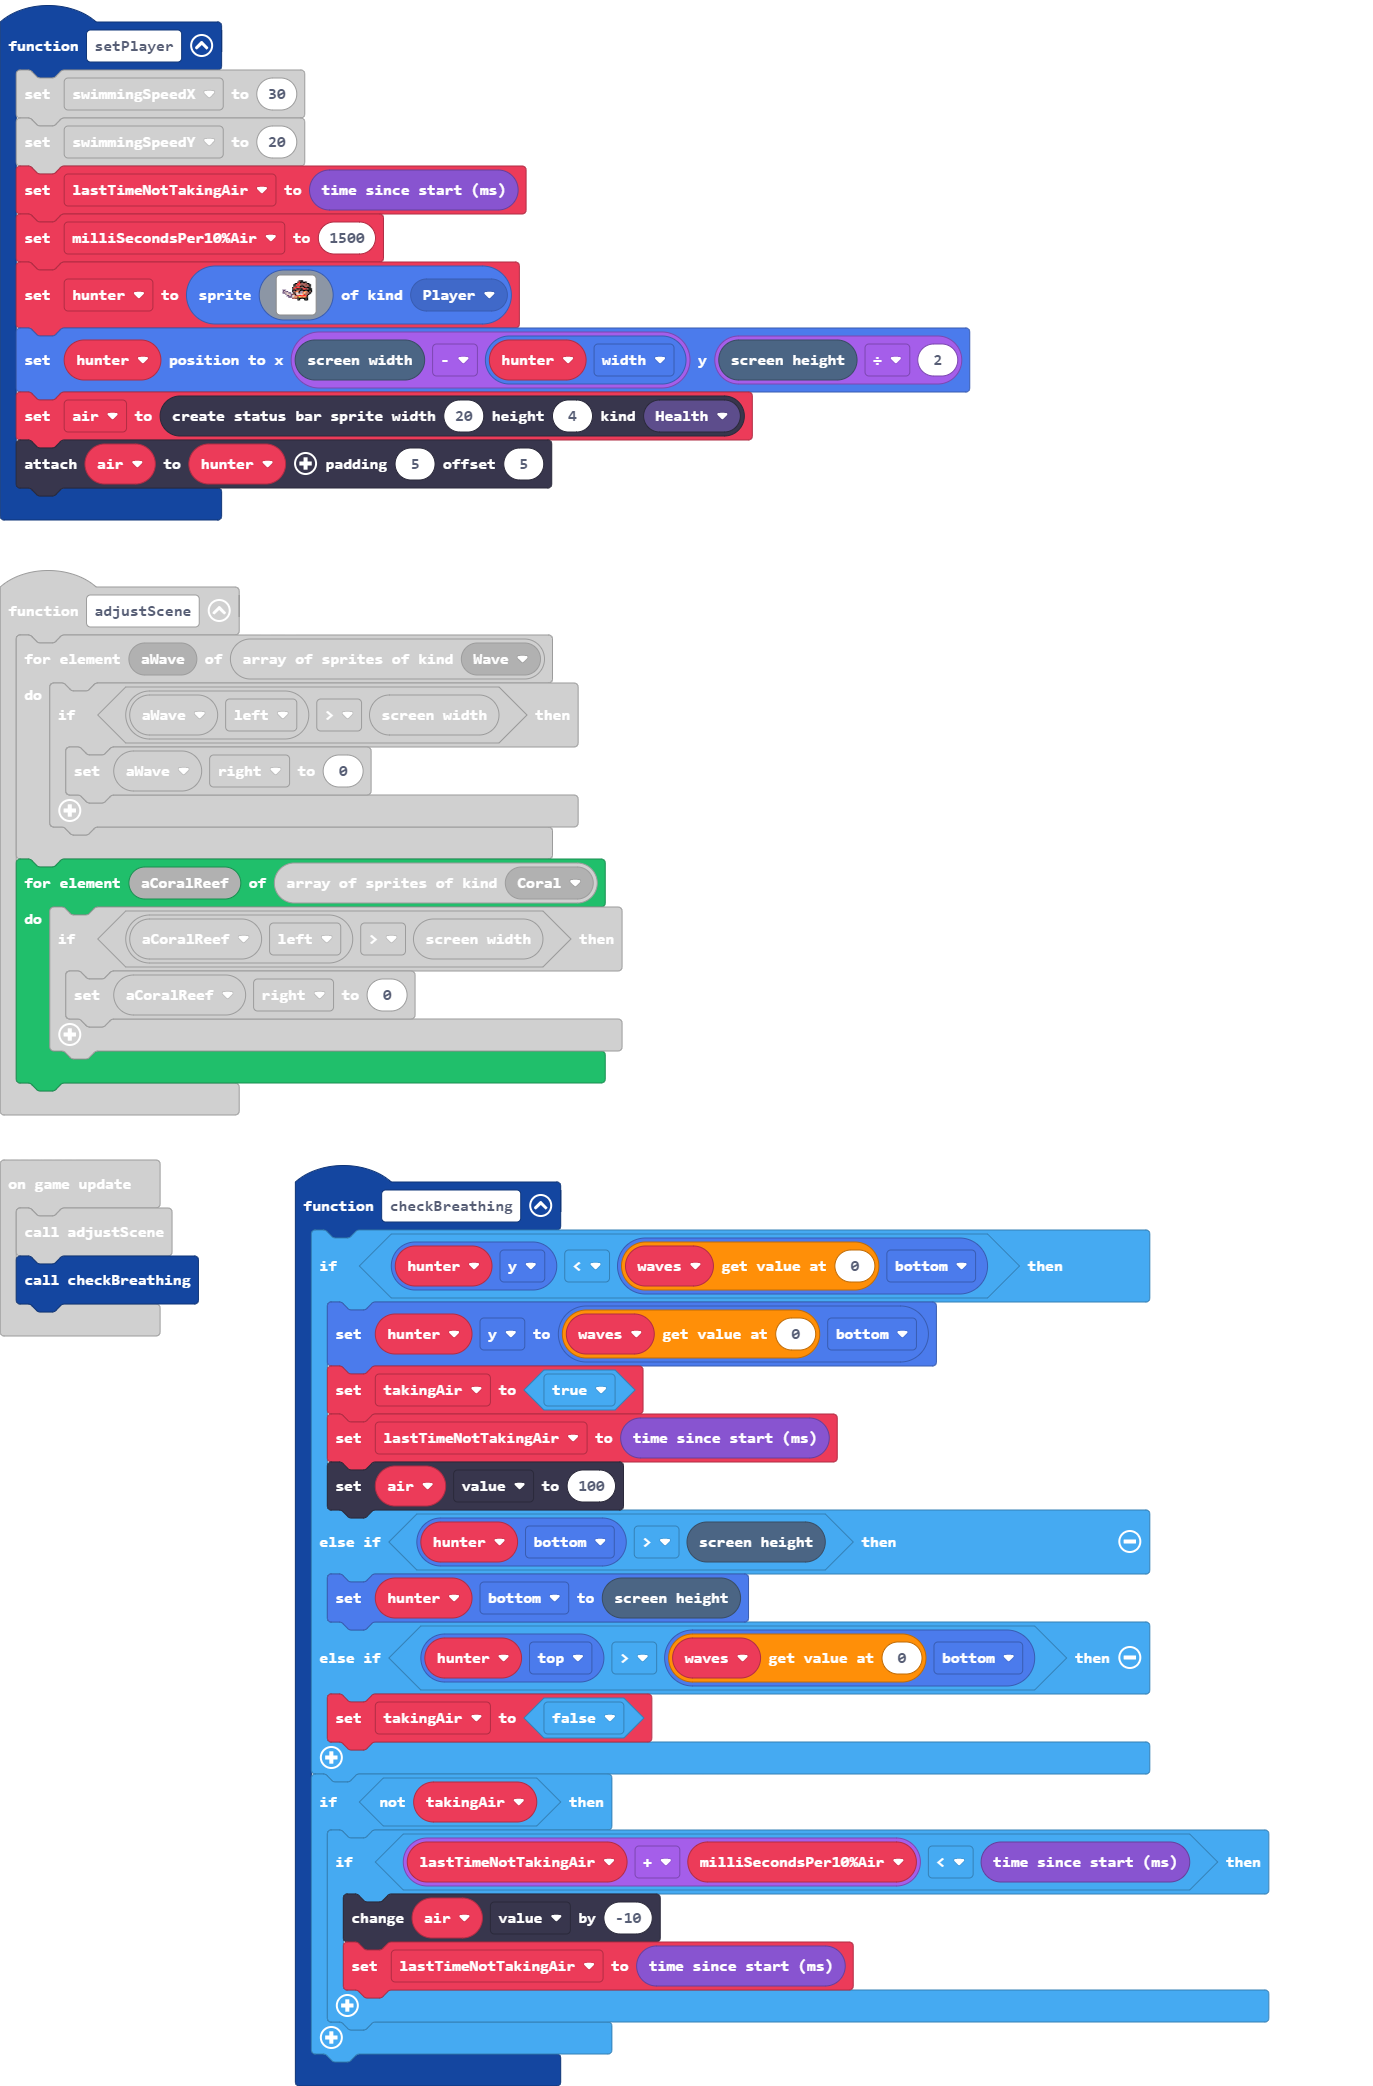 function setPlayer
set swimmingSpeedX to 30
set swimmingSpeedY to 20
set lastTimeNotTakingAir to time since start (ms)
set milliSecondsPer10%Air to 1500
set hunter to sprite of kind Player
set hunter position to x screen width - hunter width y screen height ÷ 2
set air to create status bar sprite width 20 height 4 kind Health
attach air to hunter padding 5 offset 5
function adjustScene
for element aWave of array of sprites of kind Wave
do
if aWave left > screen width then
set aWave right to 0
for element aCoralReef of array of sprites of kind Coral
do
if aCoralReef left > screen width then
set aCoralReef right to 0
on game update
call adjustScene
call checkBreathing
function checkBreathing
if hunter y < waves get value at 0 bottom then
set hunter y to waves get value at 0 bottom
set takingAir to true
set lastTimeNotTakingAir to time since start (ms)
set air value to 100
else if hunter bottom > screen height then
set hunter bottom to screen height
else if hunter top > waves get value at 0 bottom then
set takingAir to false
if not takingAir then
if lastTimeNotTakingAir + milliSecondsPer10%Air < time since start (ms) then
change air value by -10
set lastTimeNotTakingAir to time since start (ms)